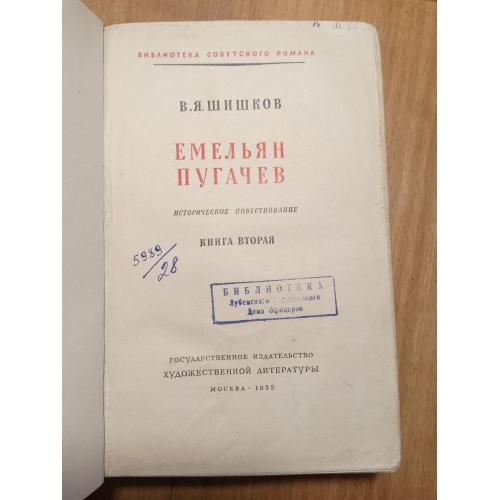 БИБЛИОТЕКА СОВЕТСКОГО РОМАНА
В.Я.ШИШКОВ
ЕМЕЛЬЯН
ПУГАЧЕВ
ИСТОРИЧЕСКОЕ ПОВЕСТВОВАНИЕ
КНИГА ВТОРАЯ
5989/28
БИБЛИОТЕКА
Дома Офицеров
ГОСУДАРСТВЕННОЕ ИЗДАТЕЛЬСТВО
ХУДОЖЕСТВЕННОЙ ЛИТЕРАТУРЫ
МОСКВА · 1955